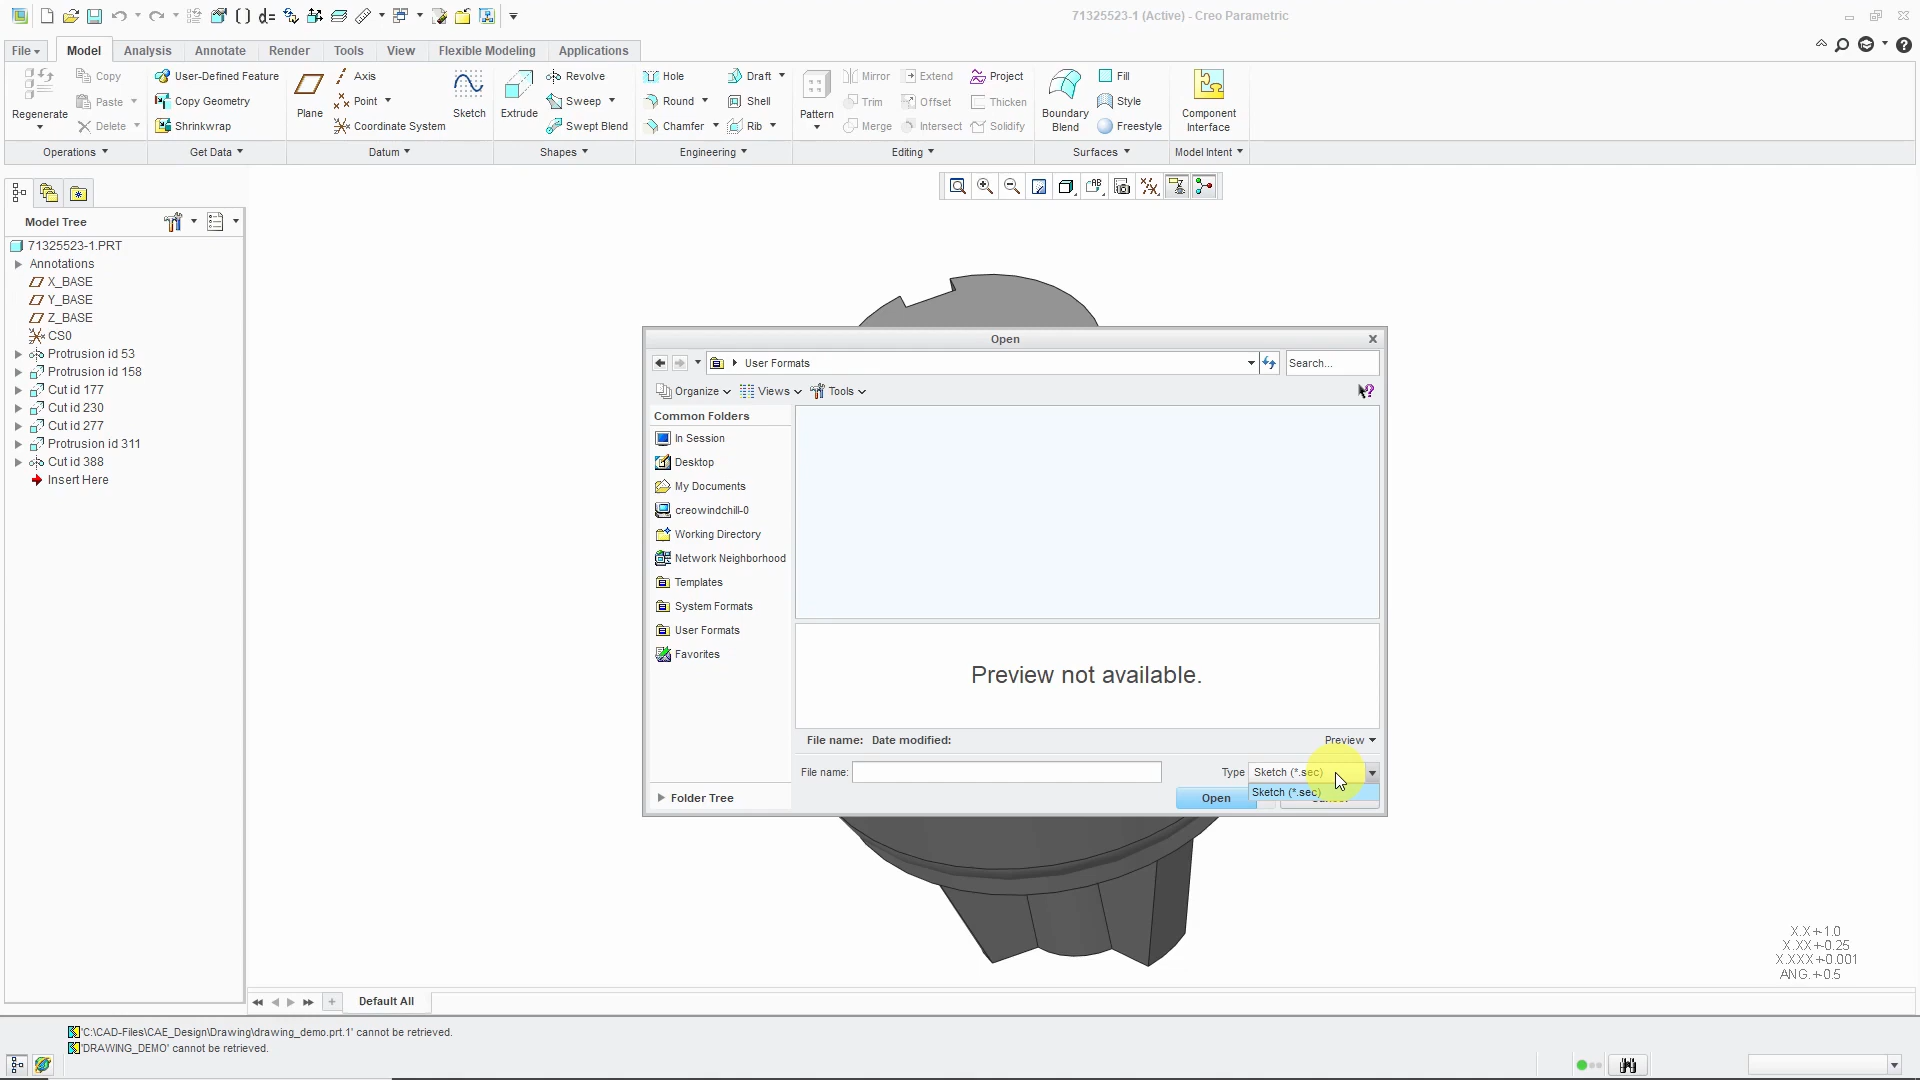 71325523-1 (Active) - Creo Parametric
File Model Analysis Annotate Render Tools View Flexible Modeling Applications
Regenerate
Copy
Paste
Delete
Operations
User-Defined Feature
Copy Geometry
Shrinkwrap
Get Data
Plane
Axis
Point
Coordinate System
Sketch
Datum
Extrude
Revolve
Sweep
Swept Blend
Shapes
Hole
Round
Chamfer
Draft
Shell
Rib
Engineering
Pattern
Mirror
Trim
Merge
Extend
Offset
Intersect
Project
Thicken
Solidify
Editing
Boundary
Blend
Fill
Style
Freestyle
Surfaces
Component
Interface
Model Intent
Model Tree
71325523-1.PRT
Annotations
X_BASE
Y_BASE
Z_BASE
CS0
Protrusion id 53
Protrusion id 158
Cut id 177
Cut id 230
Cut id 277
Protrusion id 311
Cut id 388
Insert Here
Open
User Formats
Search...
Organize Views Tools
Common Folders
In Session
Desktop
My Documents
creowindchill-0
Working Directory
Network Neighborhood
Templates
System Formats
User Formats
Favorites
Folder Tree
Preview not available.
File name: Date modified:
Preview
File name:
Type Sketch (*.sec)
Sketch (*.sec)
Open
X.X+-1.0
X.XX+-0.25
X.XXX+-0.001
ANG.+-0.5
Default All
'C:\CAD-Files\CAE_Design\Drawing\drawing_demo.prt.1' cannot be retrieved.
'DRAWING_DEMO' cannot be retrieved.